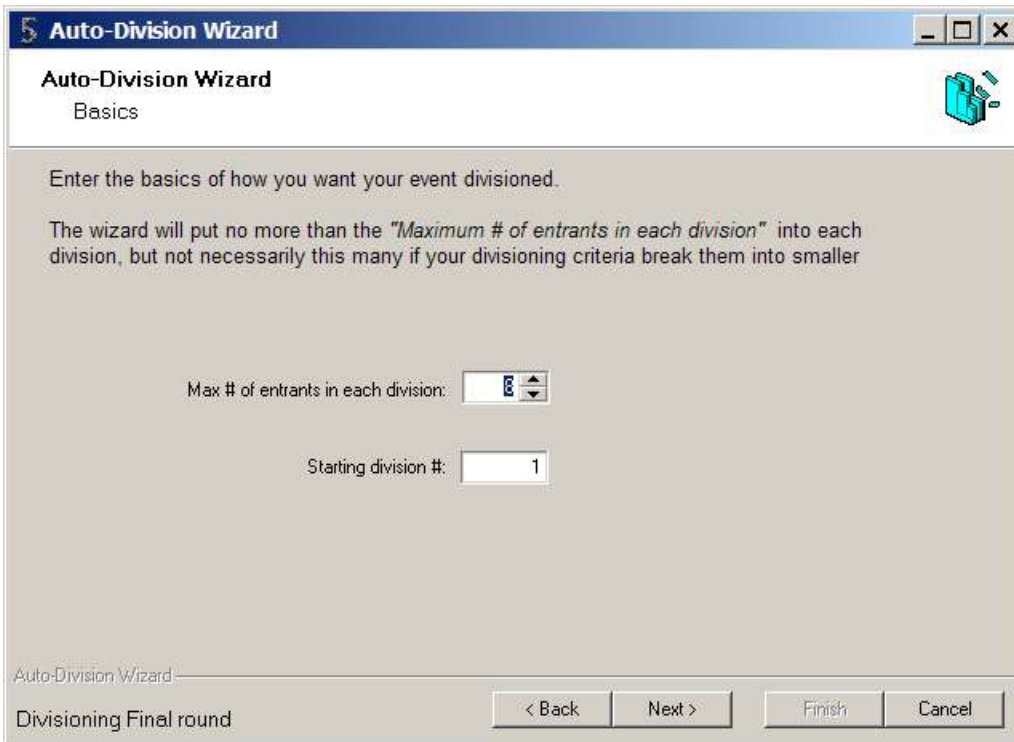 5 Auto-Division Wizard
Auto-Division Wizard
Basics
Enter the basics of how you want your event divisioned.
The wizard will put no more than the "Maximum # of entrants in each division" into each
division, but not necessarily this many if your divisioning criteria break them into smaller
Max # of entrants in each division: 8
Starting division #: 1
Auto-Division Wizard
Divisioning Final round
< Back Next > Finish Cancel